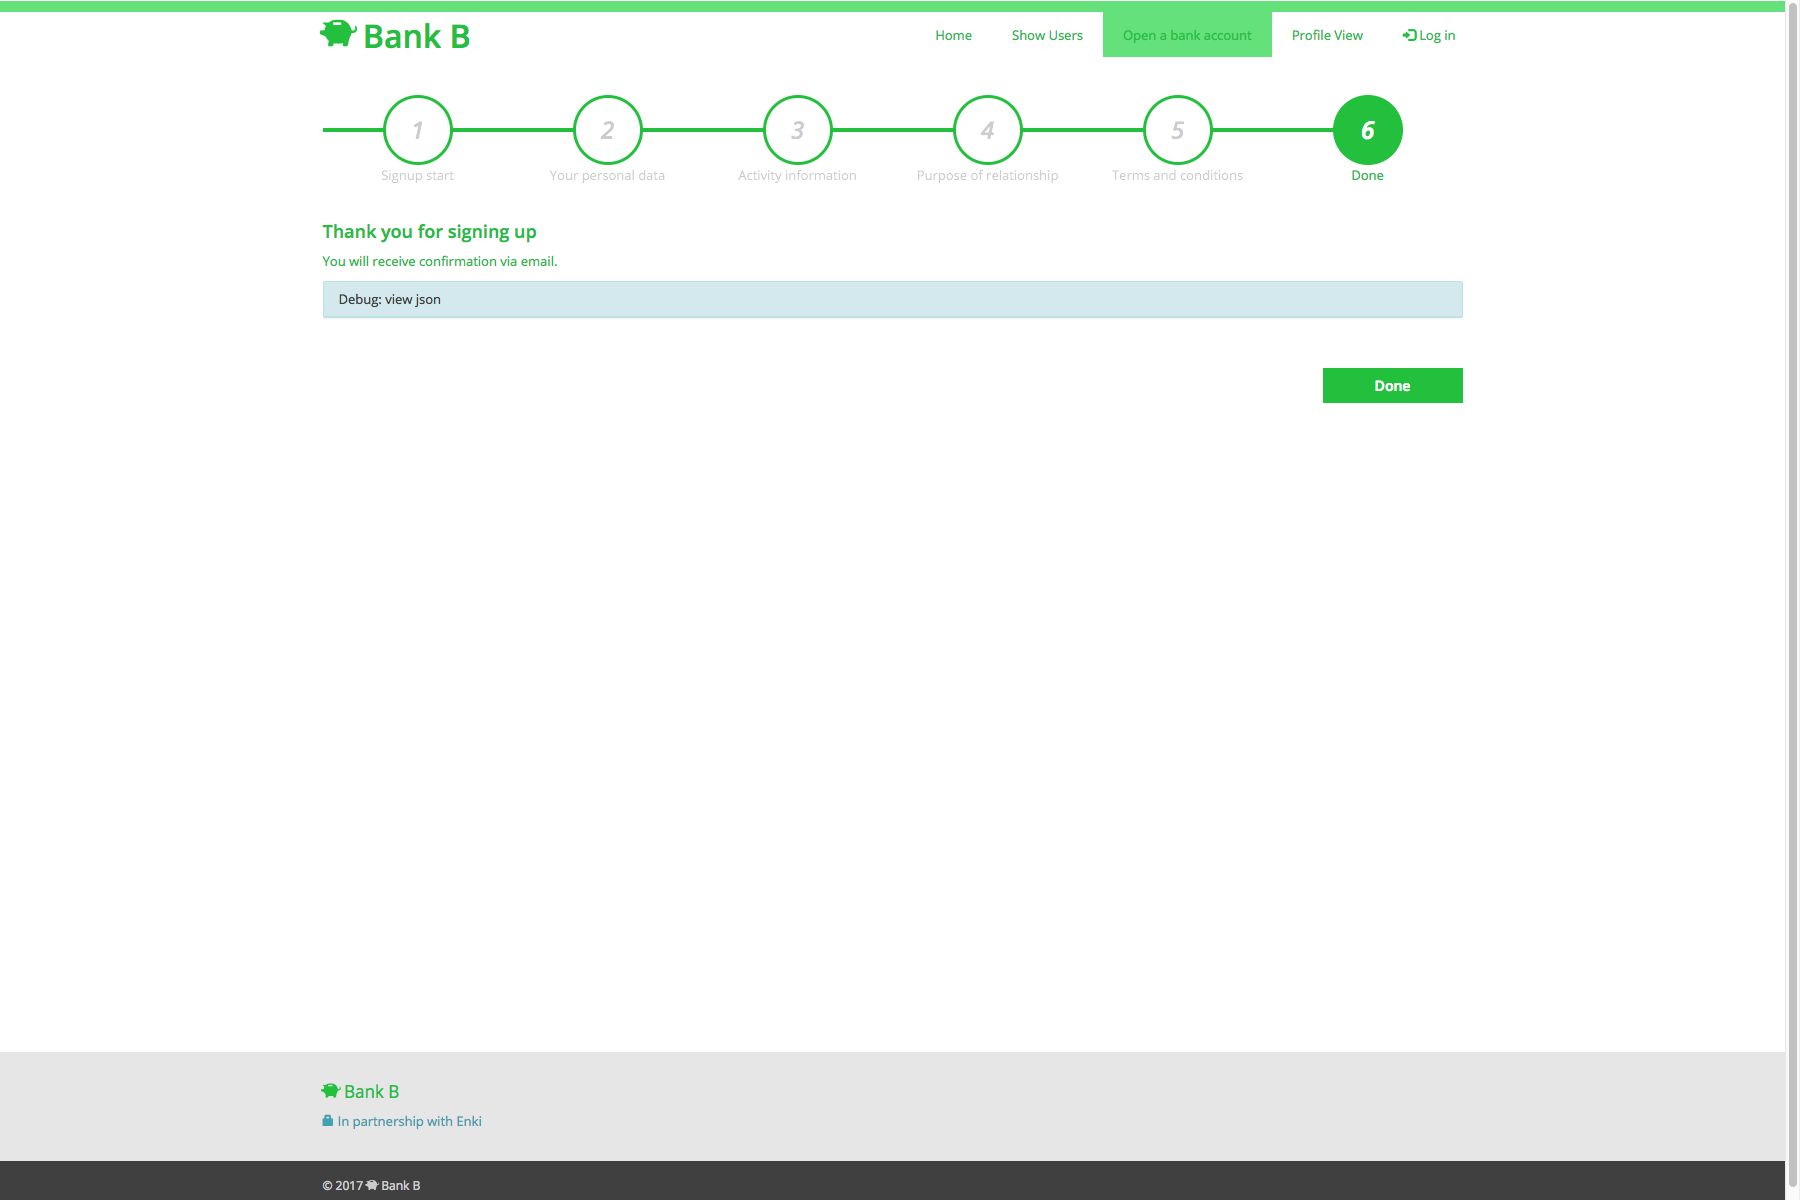 Bank B
Home
Show Users
Open a bank account
Profile View
Log in
1
2
3
4
5
6
Signup start
Your personal data
Activity information
Purpose of relationship
Terms and conditions
Done
Thank you for signing up
You will receive confirmation via email.
Debug: view json
Done
Bank B
In partnership with Enki
© 2017 Bank B